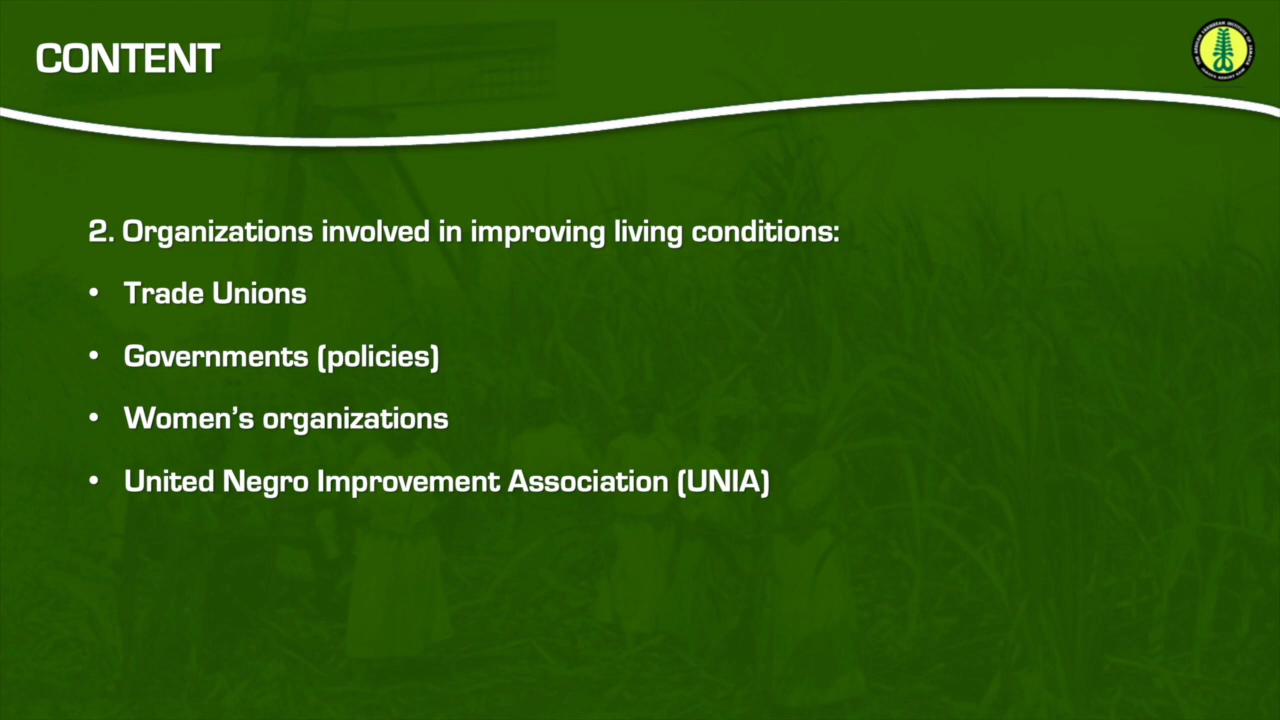 CONTENT
2. Organizations involved in improving living conditions:
• Trade Unions
• Governments (policies)
• Women’s organizations
• United Negro Improvement Association (UNIA)